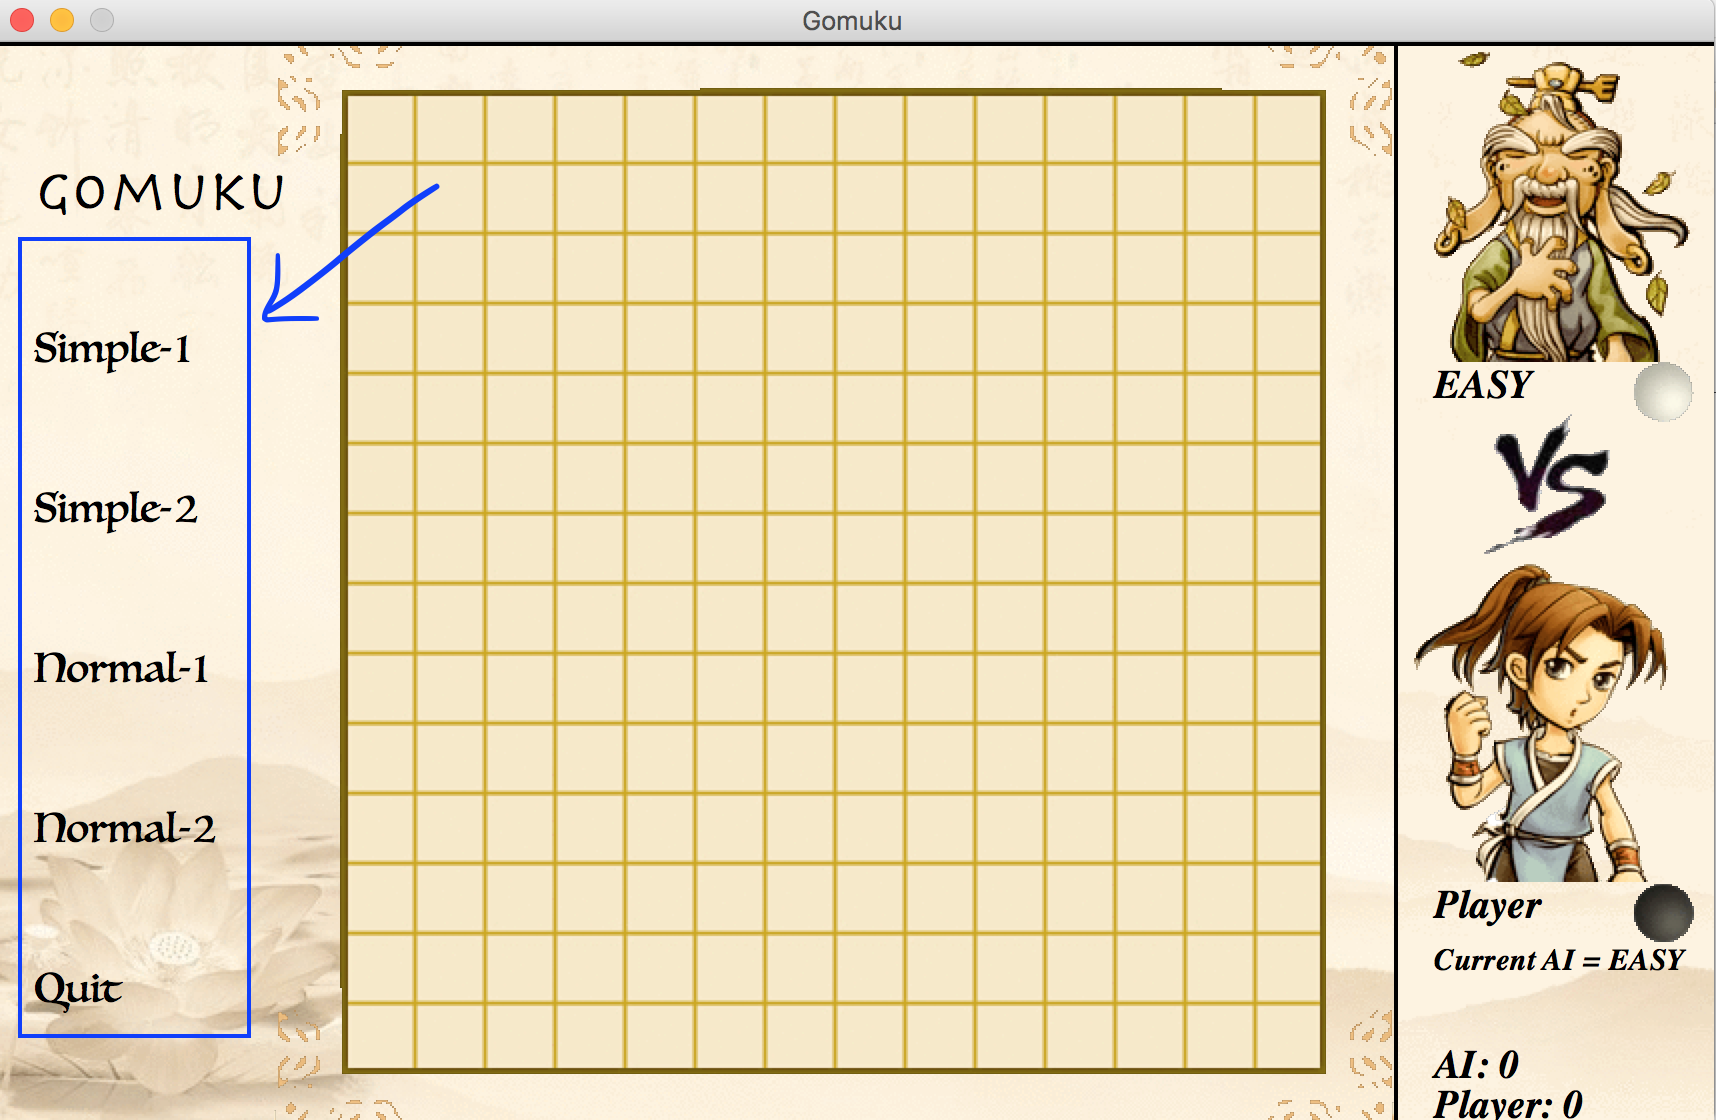 Gomuku
GOMUKU
Simple-1
Simple-2
Normal-1
Normal-2
Quit
EASY
VS
Player
Current AI = EASY
AI: 0
Player: 0